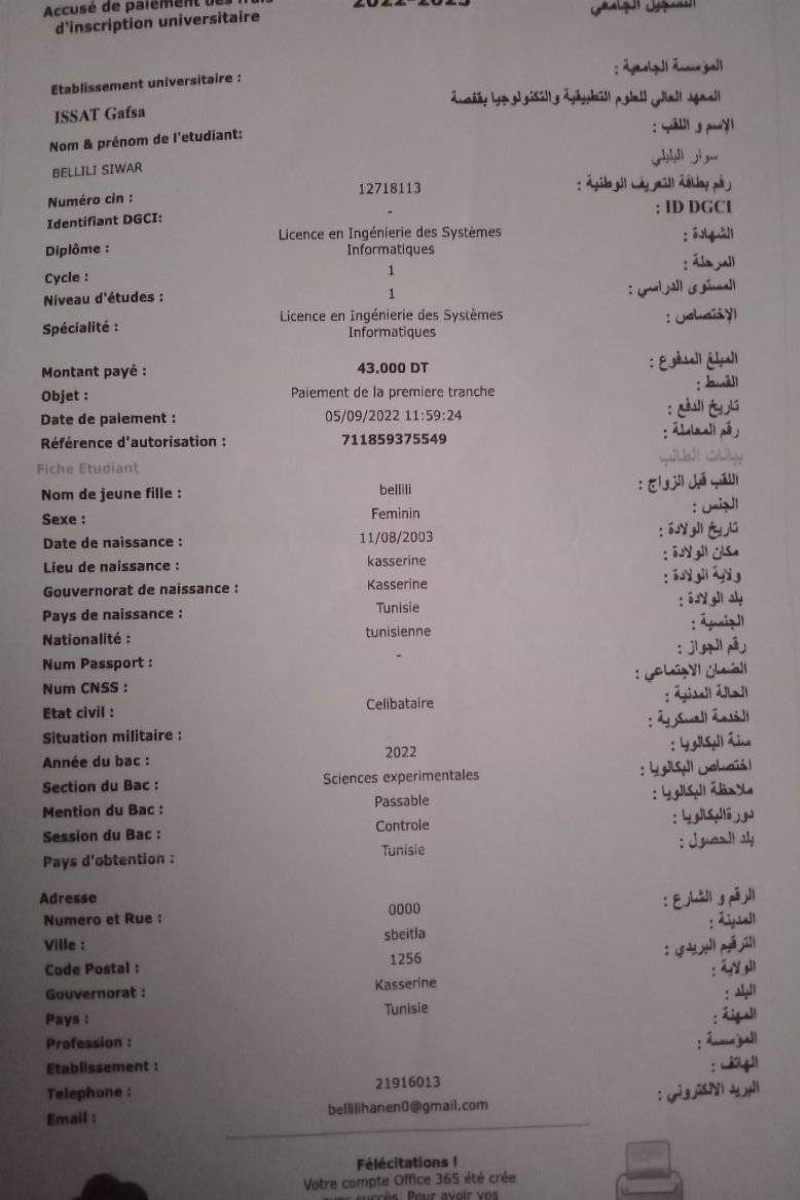 Accusé de paiement des frais
d'inscription universitaire
2022-2023
التسجيل الجامعي
Etablissement universitaire :
المؤسسة الجامعية :
ISSAT Gafsa
المعهد العالي للعلوم التطبيقية والتكنولوجيا بقفصة
Nom & prénom de l'etudiant:
الإسم و اللقب :
BELLILI SIWAR
سوار البليلي
Numéro cin : 12718113 رقم بطاقة التعريف الوطنية :
Identifiant DGCI: - ID DGCI :
Diplôme : Licence en Ingénierie des Systèmes الشهادة :
Informatiques
Cycle : 1 المرحلة :
Niveau d'études : 1 المستوى الدراسي :
Spécialité : Licence en Ingénierie des Systèmes الإختصاص :
Informatiques
Montant payé : 43.000 DT المبلغ المدفوع :
Objet : Paiement de la premiere tranche القسط :
Date de paiement : 05/09/2022 11:59:24 تاريخ الدفع :
Référence d'autorisation : 711859375549 رقم المعاملة :
Fiche Etudiant بيانات الطالب
Nom de jeune fille : bellili اللقب قبل الزواج :
Sexe : Feminin الجنس :
Date de naissance : 11/08/2003 تاريخ الولادة :
Lieu de naissance : kasserine مكان الولادة :
Gouvernorat de naissance : Kasserine ولاية الولادة :
Pays de naissance : Tunisie بلد الولادة :
Nationalité : tunisienne الجنسية :
Num Passport : - رقم الجواز :
Num CNSS : الضمان الاجتماعي :
Etat civil : Celibataire الحالة المدنية :
Situation militaire : الخدمة العسكرية :
Année du bac : 2022 سنة البكالويا :
Section du Bac : Sciences experimentales اختصاص البكالويا :
Mention du Bac : Passable ملاحظة البكالويا :
Session du Bac : Controle دورةالبكالويا :
Pays d'obtention : Tunisie بلد الحصول :
Adresse
Numero et Rue : 0000 الرقم و الشارع :
Ville : sbeitla المدينة :
Code Postal : 1256 الترقيم البريدي :
Gouvernorat : Kasserine الولاية :
Pays : Tunisie البلد :
Profession : المهنة :
Etablissement : المؤسسة :
Telephone : 21916013 الهاتف :
Email : bellilihanen0@gmail.com البريد الالكتروني :
Félécitations !
Votre compte Office 365 été crée
avec succès. Pour avoir vos